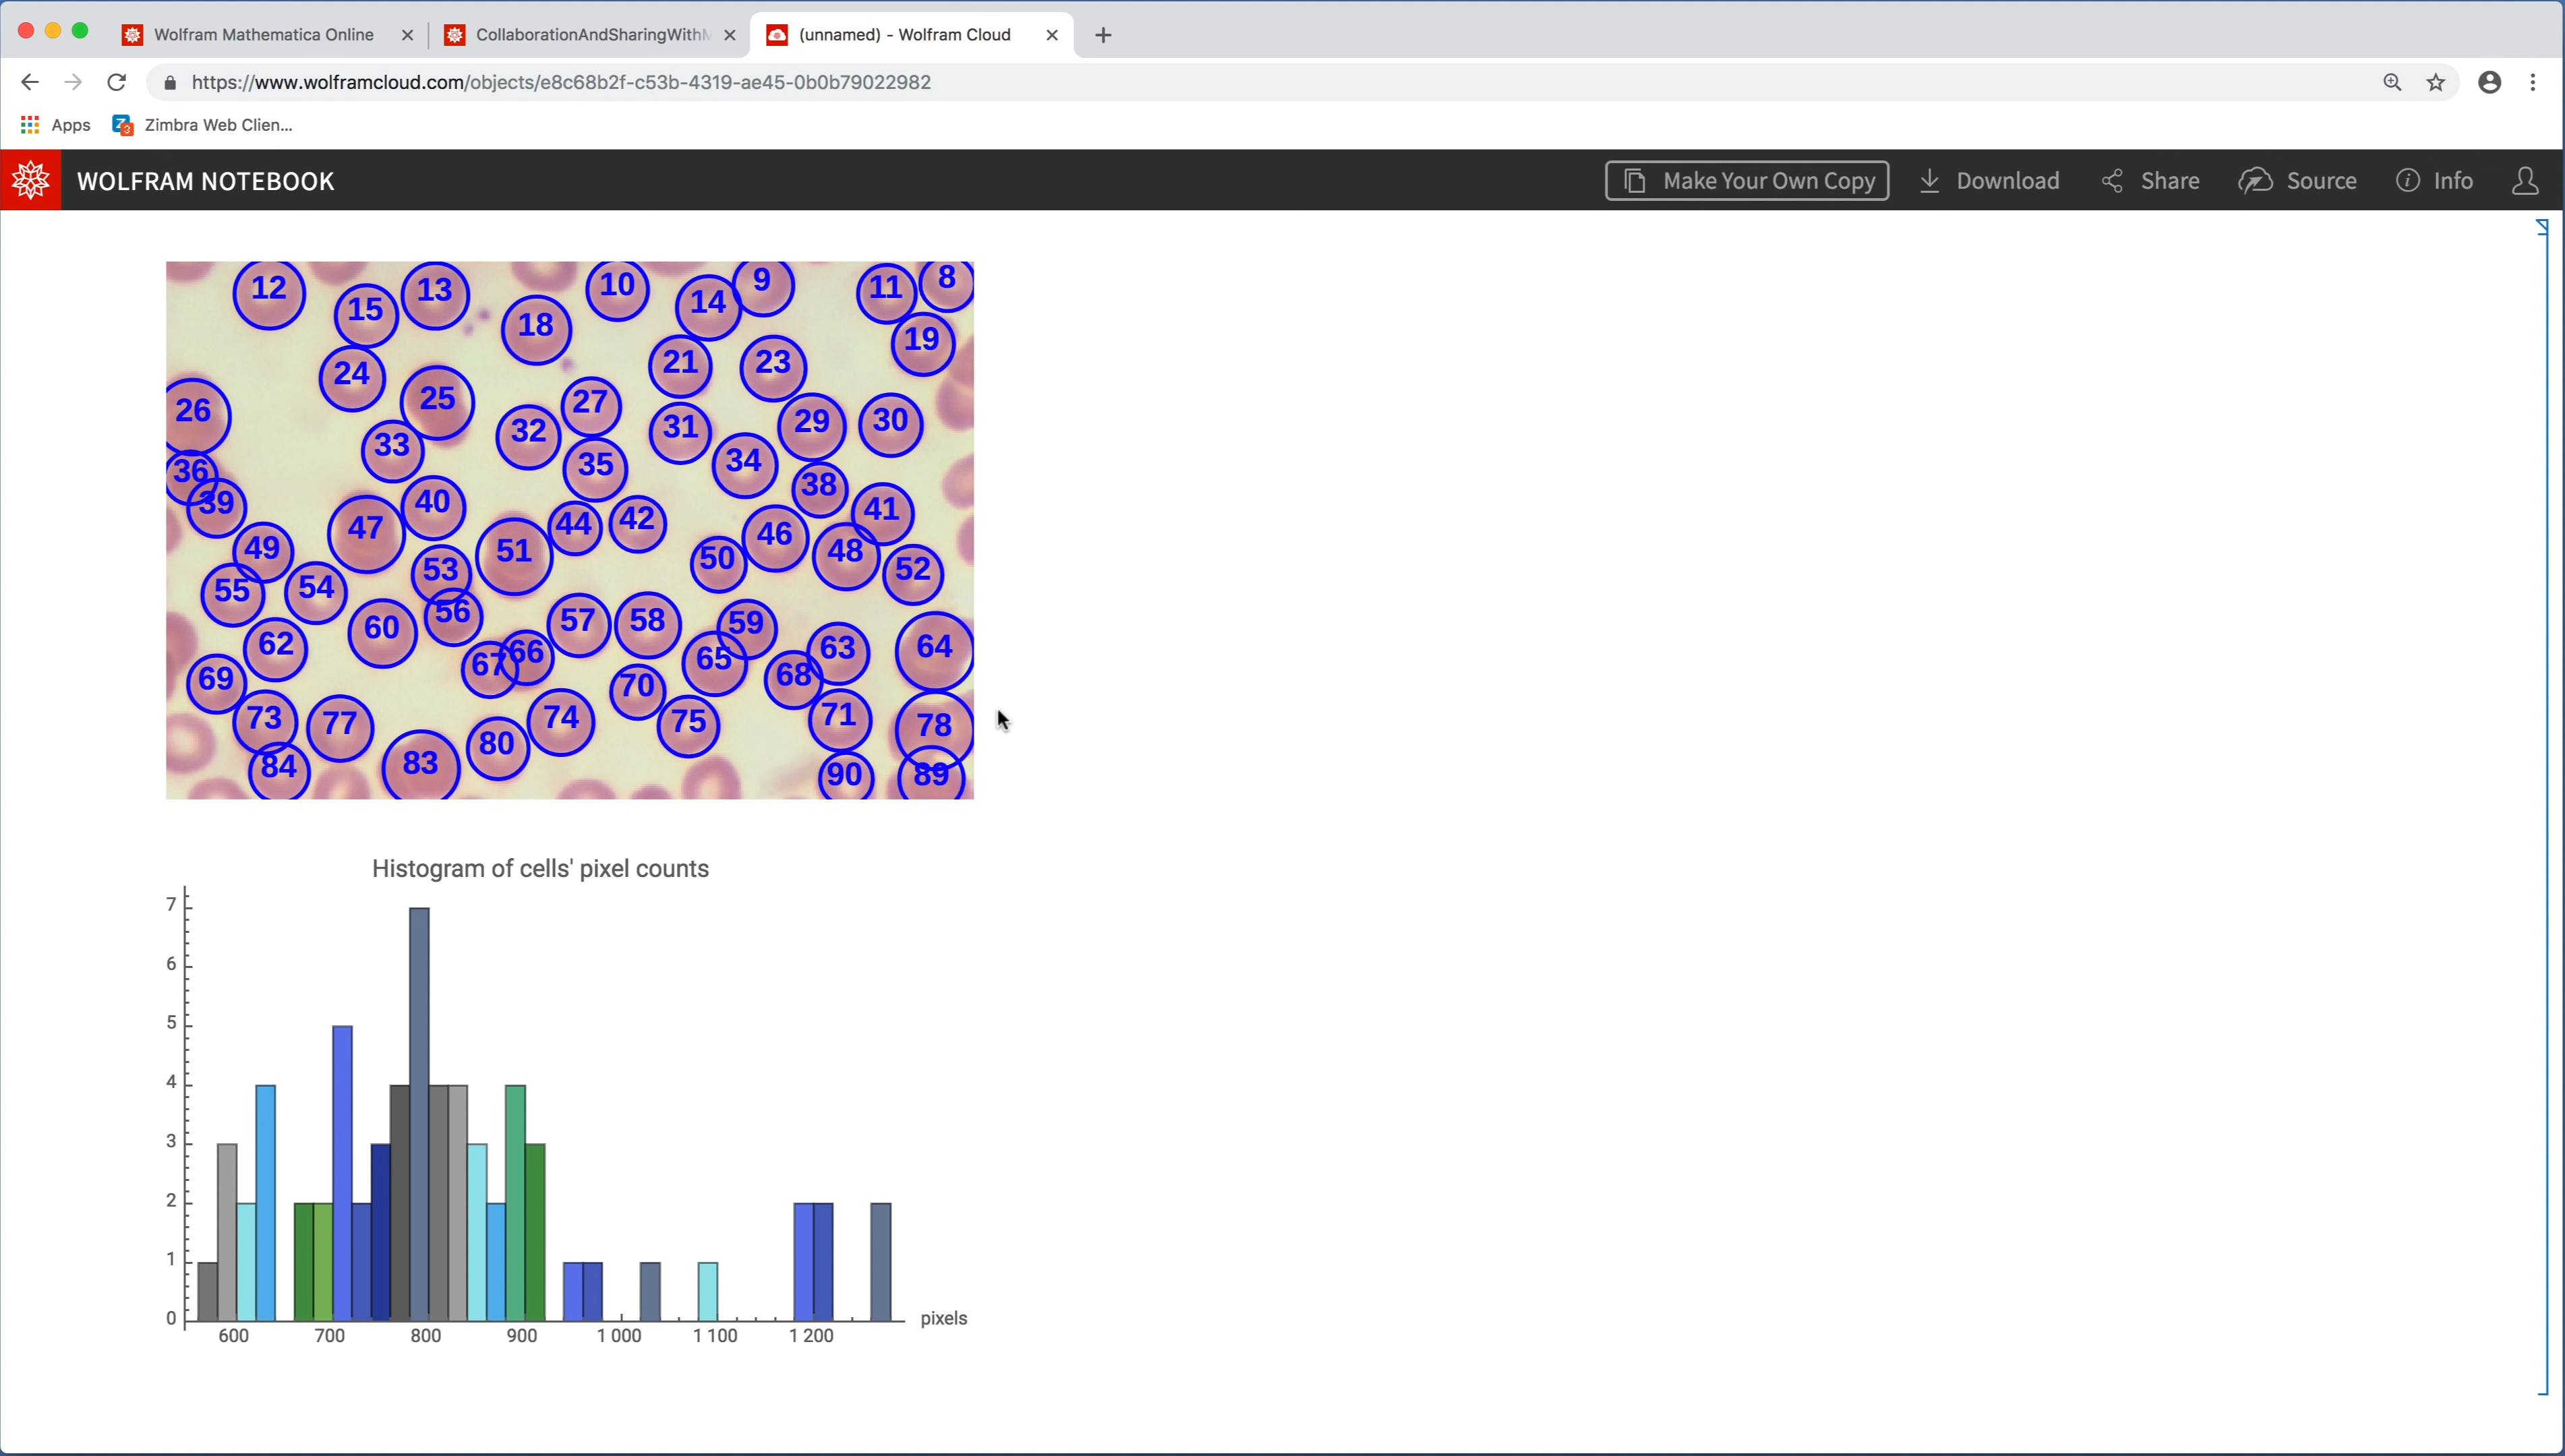 Wolfram Mathematica Online
CollaborationAndSharingWithM
(unnamed) - Wolfram Cloud
https://www.wolframcloud.com/objects/e8c68b2f-c53b-4319-ae45-0b0b79022982
Apps
Zimbra Web Clien...
WOLFRAM NOTEBOOK
Make Your Own Copy
Download
Share
Source
Info
12 13 10 9 11 8
15 18 14 19
24 25 21 23
26 27 29 30
33 32 31 34
36 35 38
39 40 44 42 41
47 51 46 48
49 53 50 52
55 54 56 57 58 59
60 62 66 63 64
69 67 70 65 68
73 77 74 75 71 78
84 83 80 90 89
Histogram of cells' pixel counts
7
6
5
4
3
2
1
0
600 700 800 900 1 000 1 100 1 200
pixels